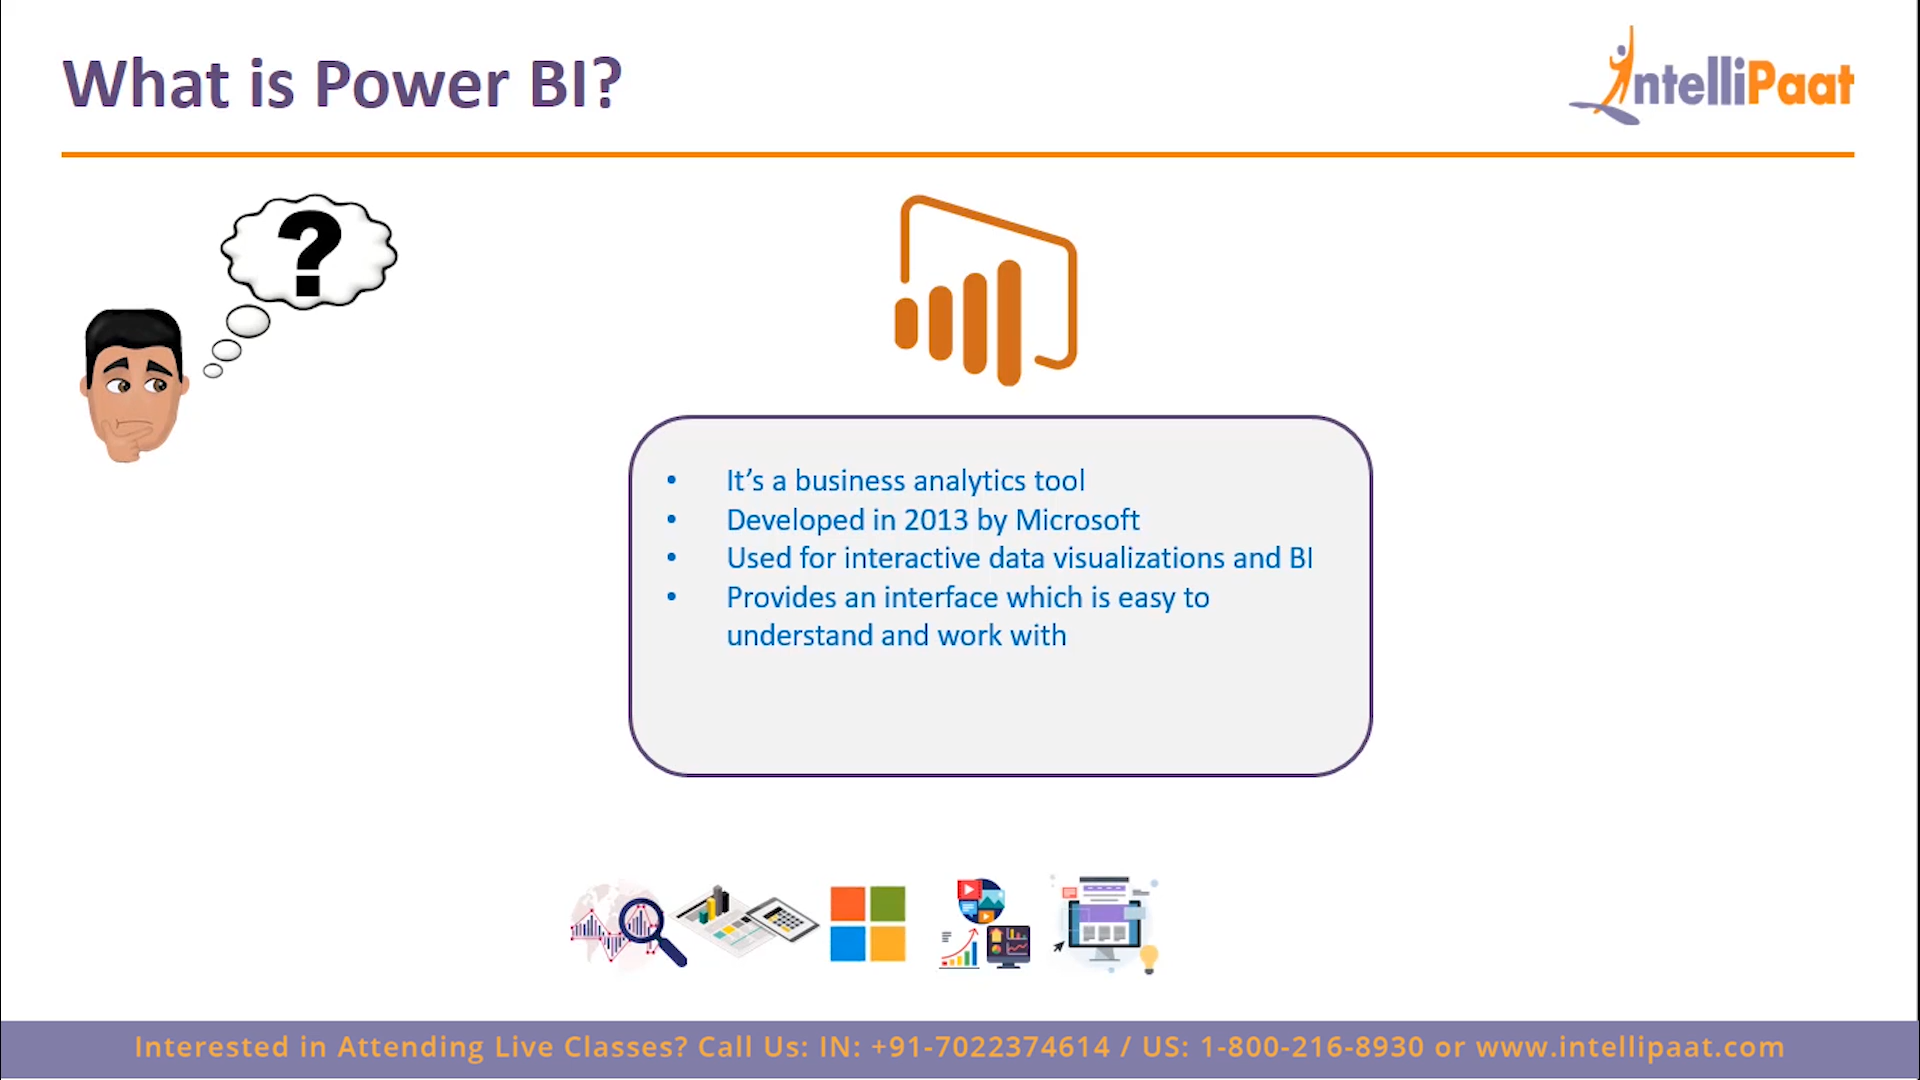 What is Power BI?
IntelliPaat
?
• It’s a business analytics tool
• Developed in 2013 by Microsoft
• Used for interactive data visualizations and BI
• Provides an interface which is easy to
understand and work with
Interested in Attending Live Classes? Call Us: IN: +91-7022374614 / US: 1-800-216-8930 or www.intellipaat.com